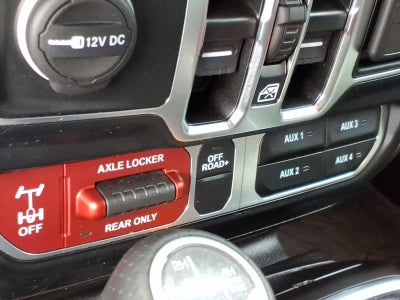 12V DC
AUX 1
AUX 3
AUX 2
AUX 4
AXLE LOCKER
OFF
ROAD+
OFF
REAR ONLY